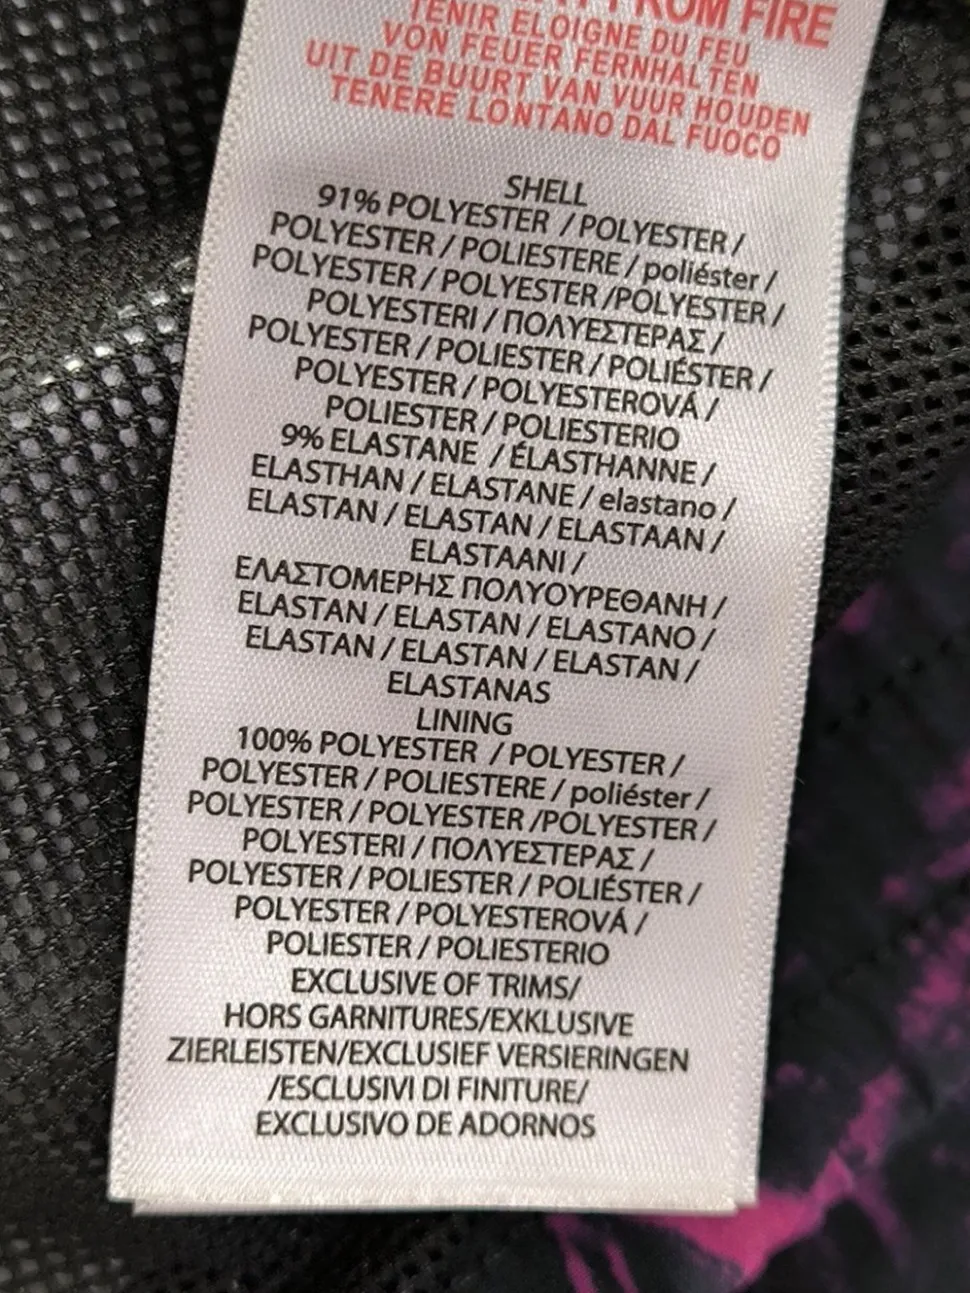 FROM FIRE
TENIR ELOIGNE DU FEU
VON FEUER FERNHALTEN
UIT DE BUURT VAN VUUR HOUDEN
TENERE LONTANO DAL FUOCO
SHELL
91% POLYESTER / POLYESTER /
POLYESTER / POLIESTERE / poliéster /
POLYESTER / POLYESTER /POLYESTER /
POLYESTERI / ΠΟΛΥΕΣΤΕΡΑΣ /
POLYESTER / POLIESTER / POLIÉSTER /
POLYESTER / POLYESTEROVÁ /
POLIESTER / POLIESTERIO
9% ELASTANE / ÉLASTHANNE /
ELASTHAN / ELASTANE / elastano /
ELASTAN / ELASTAN / ELASTAAN /
ELASTAANI /
ΕΛΑΣΤΟΜΕΡΗΣ ΠΟΛΥΟΥΡΕΘΑΝΗ /
ELASTAN / ELASTAN / ELASTANO /
ELASTAN / ELASTAN / ELASTAN /
ELASTANAS
LINING
100% POLYESTER / POLYESTER /
POLYESTER / POLIESTERE / poliéster /
POLYESTER / POLYESTER /POLYESTER /
POLYESTERI / ΠΟΛΥΕΣΤΕΡΑΣ /
POLYESTER / POLIESTER / POLIÉSTER /
POLYESTER / POLYESTEROVÁ /
POLIESTER / POLIESTERIO
EXCLUSIVE OF TRIMS/
HORS GARNITURES/EXKLUSIVE
ZIERLEISTEN/EXCLUSIEF VERSIERINGEN
/ESCLUSIVI DI FINITURE/
EXCLUSIVO DE ADORNOS